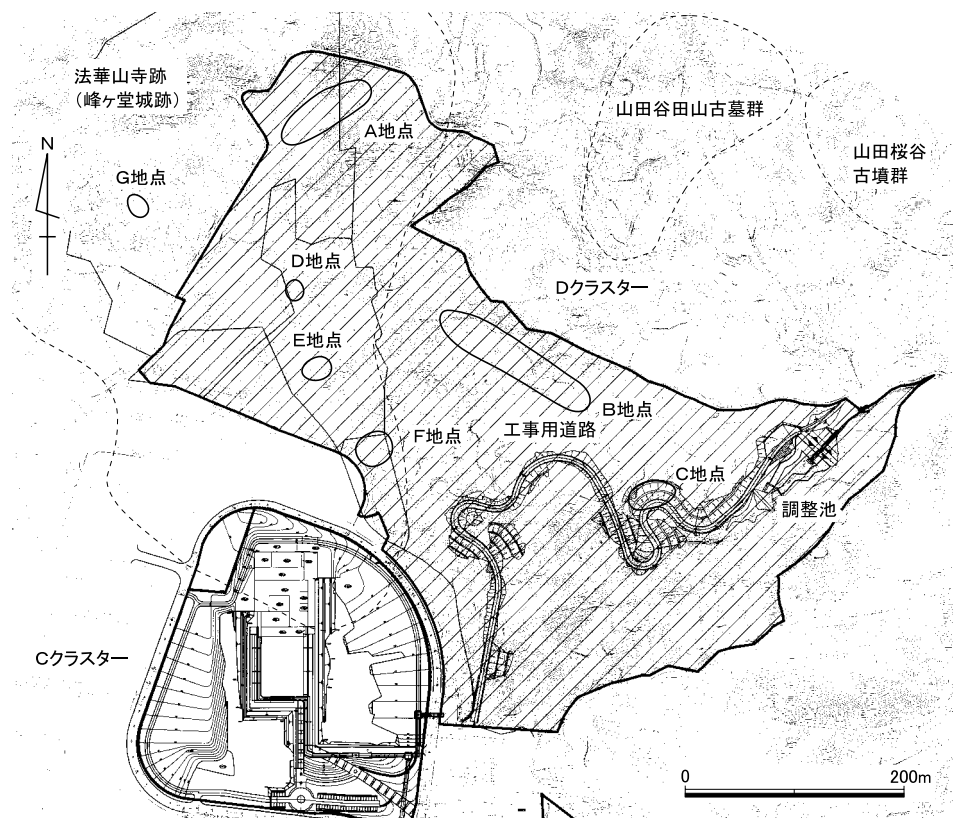 法華山寺跡
(峰ヶ堂城跡)
山田谷田山古墓群
A地点
山田桜谷
古墳群
N
G地点
D地点
Dクラスター
E地点
B地点
F地点
工事用道路
C地点
調整池
Cクラスター
0
200m